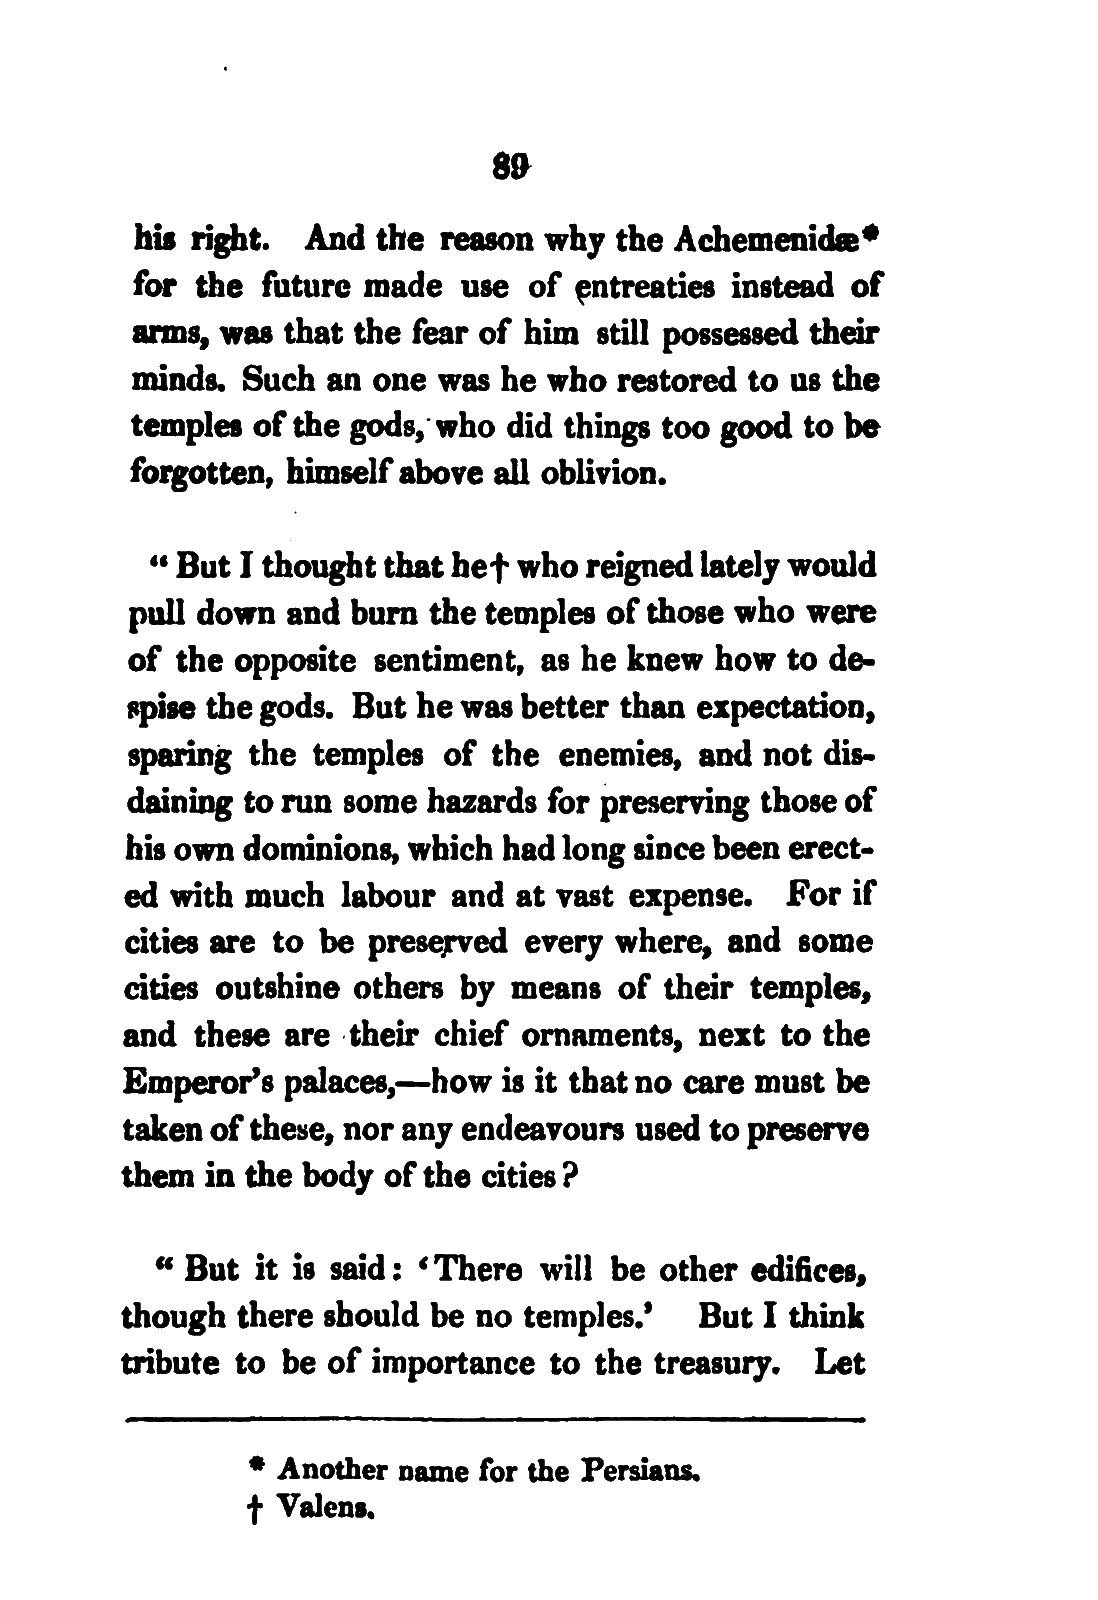 89
his right. And the reason why the Achemenidæ*
for the future made use of entreaties instead of
arms, was that the fear of him still possessed their
minds. Such an one was he who restored to us the
temples of the gods, who did things too good to be
forgotten, himself above all oblivion.
“ But I thought that he† who reigned lately would
pull down and burn the temples of those who were
of the opposite sentiment, as he knew how to de-
spise the gods. But he was better than expectation,
sparing the temples of the enemies, and not dis-
daining to run some hazards for preserving those of
his own dominions, which had long since been erect-
ed with much labour and at vast expense. For if
cities are to be preserved every where, and some
cities outshine others by means of their temples,
and these are their chief ornaments, next to the
Emperor’s palaces,—how is it that no care must be
taken of these, nor any endeavours used to preserve
them in the body of the cities?
“ But it is said: ‘There will be other edifices,
though there should be no temples.’ But I think
tribute to be of importance to the treasury. Let
* Another name for the Persians.
† Valens.